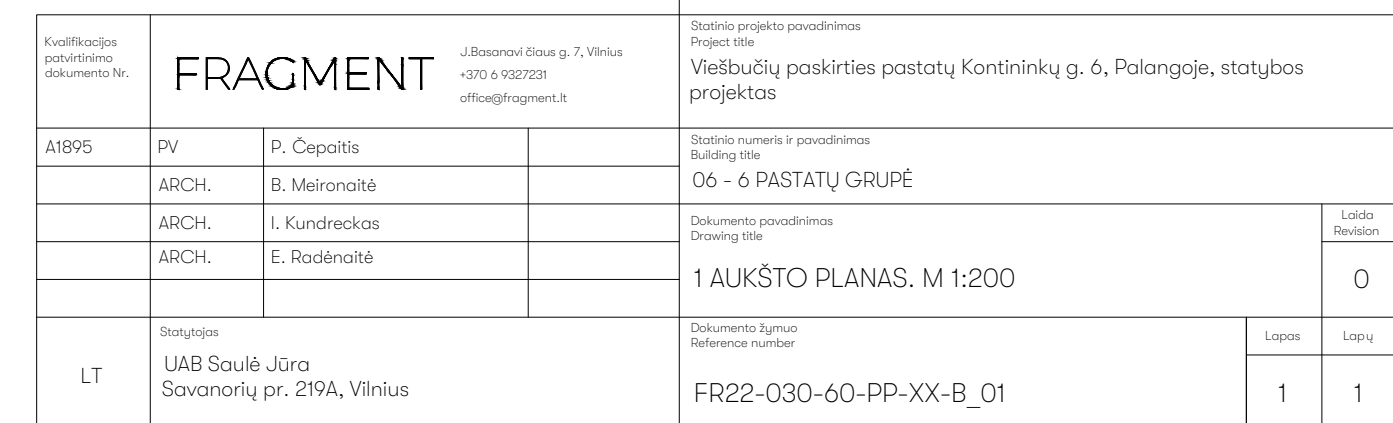 Kvalifikacijos
patvirtinimo
dokumento Nr.
FRAGMENT
J.Basanavi čiaus g. 7, Vilnius
+370 6 9327231
office@fragment.lt
Statinio projekto pavadinimas
Project title
Viešbučių paskirties pastatų Kontininkų g. 6, Palangoje, statybos
projektas
A1895 PV P. Čepaitis
ARCH. B. Meironaitė
ARCH. I. Kundreckas
ARCH. E. Radėnaitė
Statinio numeris ir pavadinimas
Building title
06 - 6 PASTATŲ GRUPĖ
Dokumento pavadinimas
Drawing title
1 AUKŠTO PLANAS. M 1:200
Laida
Revision
0
LT
Statytojas
UAB Saulė Jūra
Savanorių pr. 219A, Vilnius
Dokumento žymuo
Reference number
FR22-030-60-PP-XX-B_01
Lapas Lapų
1 1